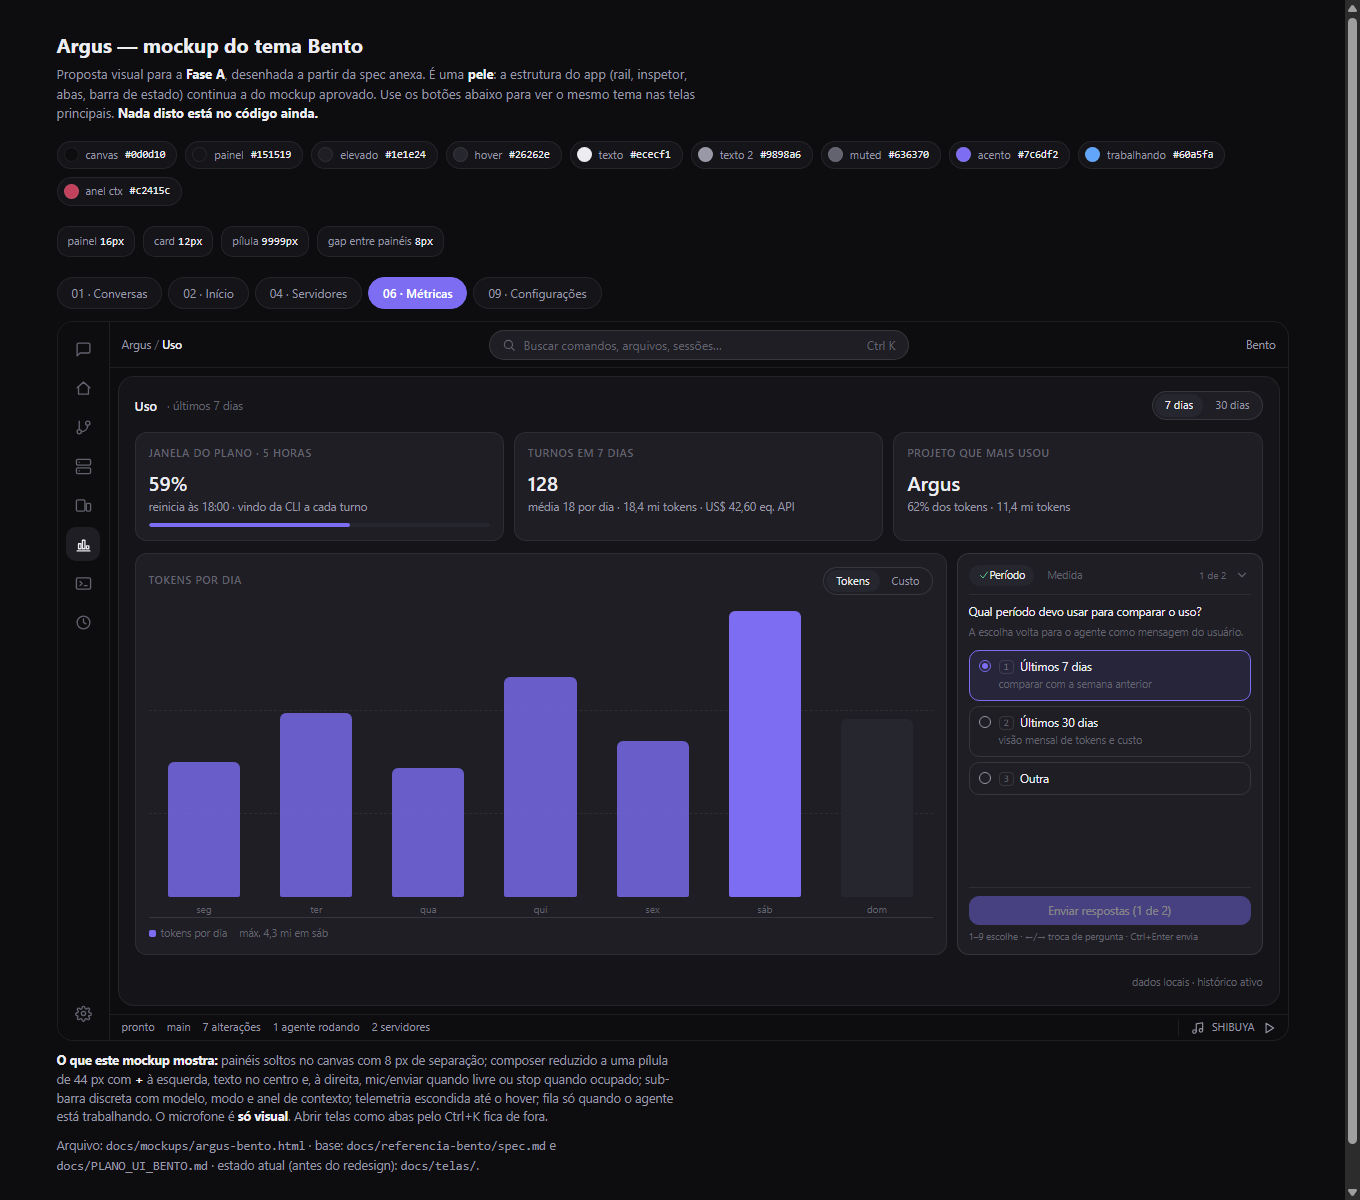 Argus — mockup do tema Bento
Proposta visual para a Fase A, desenhada a partir da spec anexa. É uma pele: a estrutura do app (rail, inspetor,
abas, barra de estado) continua a do mockup aprovado. Use os botões abaixo para ver o mesmo tema nas telas
principais. Nada disto está no código ainda.
canvas #0d0d10
painel #151519
elevado #1e1e24
hover #26262e
texto #ececf1
texto 2 #9898a6
muted #636370
acento #7c6df2
trabalhando #60a5fa
anel ctx #c2415c
painel 16px
card 12px
pílula 9999px
gap entre painéis 8px
01 · Conversas
02 · Início
04 · Servidores
06 · Métricas
09 · Configurações
Argus / Uso
Buscar comandos, arquivos, sessões...
Ctrl K
Bento
Uso · últimos 7 dias
7 dias
30 dias
JANELA DO PLANO · 5 HORAS
59%
reinicia às 18:00 · vindo da CLI a cada turno
TURNOS EM 7 DIAS
128
média 18 por dia · 18,4 mi tokens · US$ 42,60 eq. API
PROJETO QUE MAIS USOU
Argus
62% dos tokens · 11,4 mi tokens
TOKENS POR DIA
Tokens
Custo
seg
ter
qua
qui
sex
sáb
dom
tokens por dia
máx. 4,3 mi em sáb
✓Período
Medida
1 de 2
Qual período devo usar para comparar o uso?
A escolha volta para o agente como mensagem do usuário.
1 Últimos 7 dias
comparar com a semana anterior
2 Últimos 30 dias
visão mensal de tokens e custo
3 Outra
Enviar respostas (1 de 2)
1–9 escolhe · ←/→ troca de pergunta · Ctrl+Enter envia
dados locais · histórico ativo
pronto
main
7 alterações
1 agente rodando
2 servidores
SHIBUYA
O que este mockup mostra: painéis soltos no canvas com 8 px de separação; composer reduzido a uma pílula
de 44 px com + à esquerda, texto no centro e, à direita, mic/enviar quando livre ou stop quando ocupado; sub-
barra discreta com modelo, modo e anel de contexto; telemetria escondida até o hover; fila só quando o agente
está trabalhando. O microfone é só visual. Abrir telas como abas pelo Ctrl+K fica de fora.
Arquivo: docs/mockups/argus-bento.html · base: docs/referencia-bento/spec.md e
docs/PLANO_UI_BENTO.md · estado atual (antes do redesign): docs/telas/.